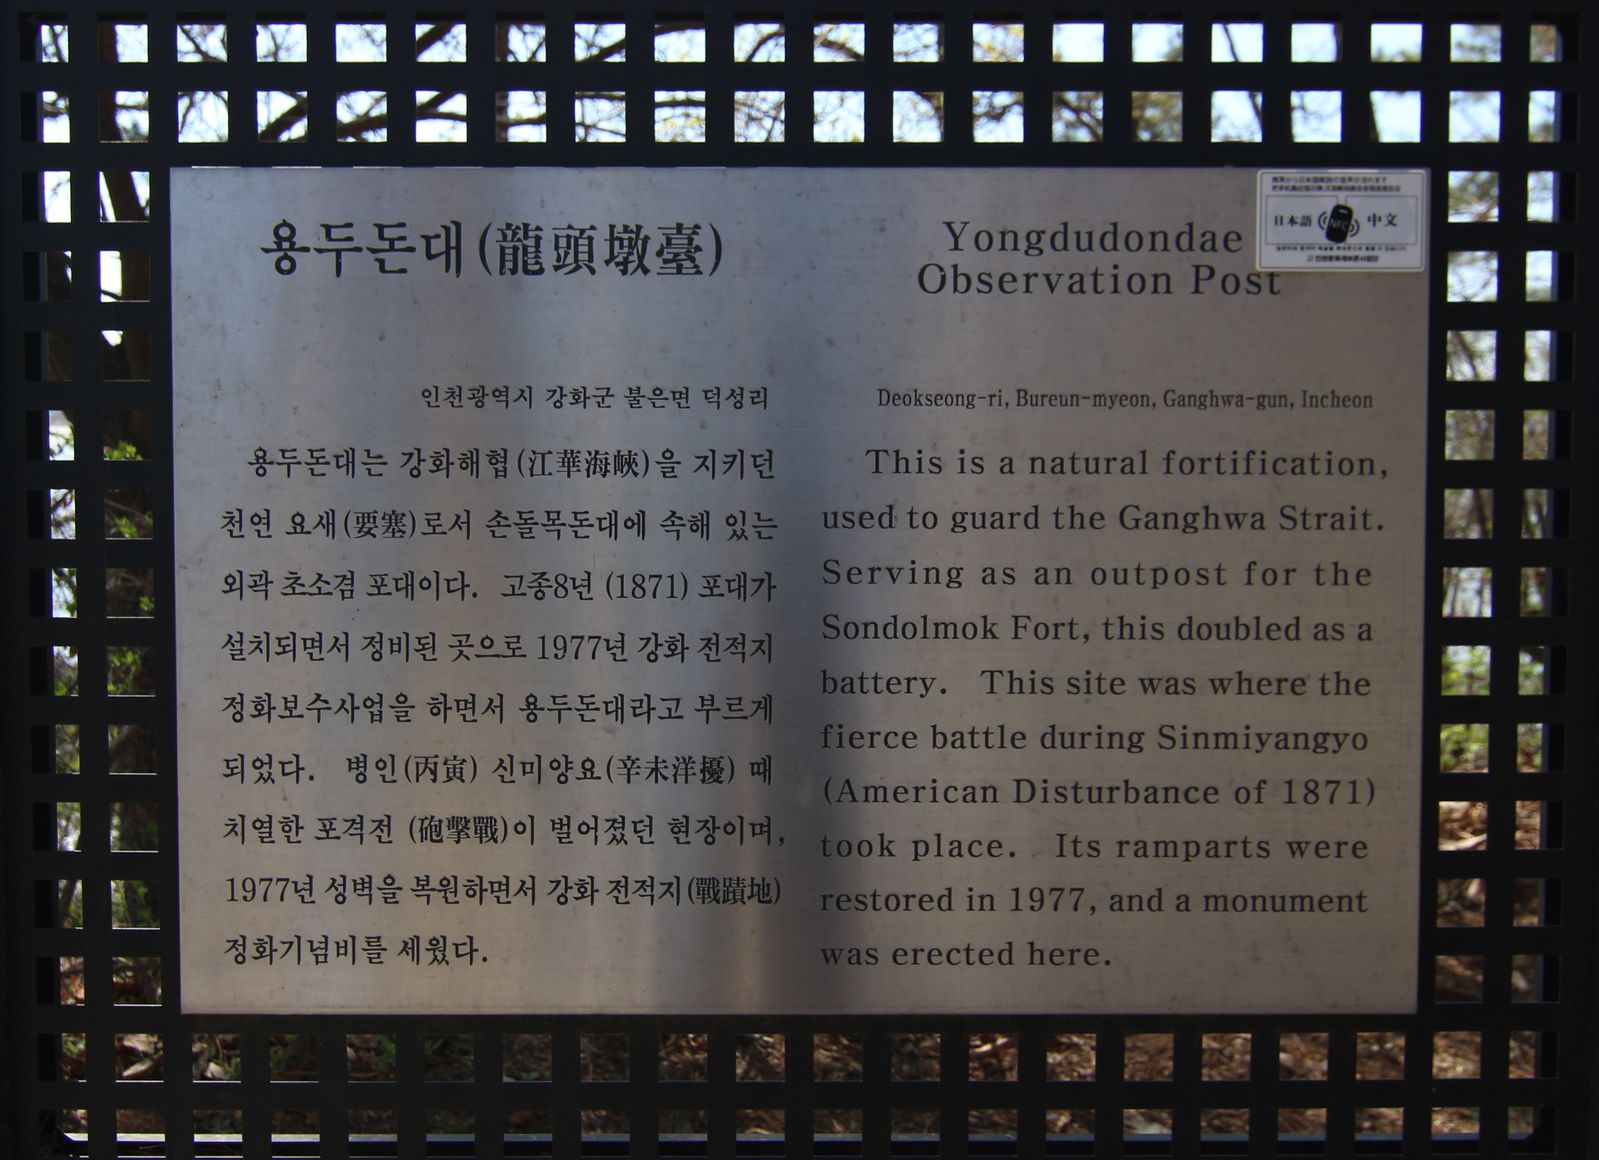 용두돈대(龍頭墩臺)
인천광역시 강화군 불은면 덕성리
용두돈대는 강화해협(江華海峽)을 지키던
천연 요새(要塞)로서 손돌목돈대에 속해 있는
외곽 초소겸 포대이다. 고종8년 (1871) 포대가
설치되면서 정비된 곳으로 1977년 강화 전적지
정화보수사업을 하면서 용두돈대라고 부르게
되었다. 병인(丙寅) 신미양요(辛未洋擾) 때
치열한 포격전 (砲擊戰)이 벌어졌던 현장이며,
1977년 성벽을 복원하면서 강화 전적지(戰蹟地)
정화기념비를 세웠다.
Yongdudondae
Observation Post
Deokseong-ri, Bureun-myeon, Ganghwa-gun, Incheon
This is a natural fortification,
used to guard the Ganghwa Strait.
Serving as an outpost for the
Sondolmok Fort, this doubled as a
battery. This site was where the
fierce battle during Sinmiyangyo
(American Disturbance of 1871)
took place. Its ramparts were
restored in 1977, and a monument
was erected here.
日本語 中文